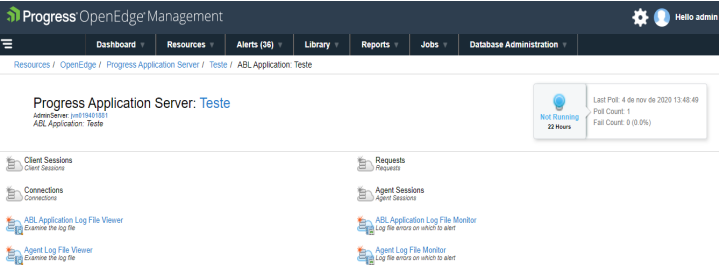 Progress OpenEdge Management
Hello admin
Dashboard Resources Alerts (36) Library Reports Jobs Database Administration
Resources / OpenEdge / Progress Application Server / Teste / ABL Application: Teste
Progress Application Server: Teste
AdminServer: jvn019401851
ABL Application: Teste
Not Running
22 Hours
Last Poll: 4 de nov de 2020 13:48:49
Poll Count: 1
Fail Count: 0 (0.0%)
Client Sessions
Client Sessions
Requests
Requests
Connections
Connections
Agent Sessions
Agent Sessions
ABL Application Log File Viewer
Examine the log file
ABL Application Log File Monitor
Log file errors on which to alert
Agent Log File Viewer
Examine the log file
Agent Log File Monitor
Log file errors on which to alert